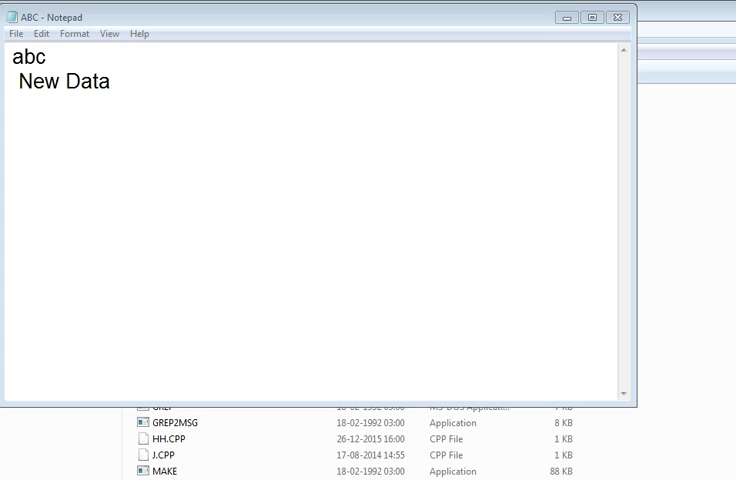 ABC - Notepad
File Edit Format View Help
abc
New Data
GREP2MSG 18-02-1992 03:00 Application 8 KB
HH.CPP 26-12-2015 16:00 CPP File 1 KB
J.CPP 17-08-2014 14:55 CPP File 1 KB
MAKE 18-02-1992 03:00 Application 88 KB